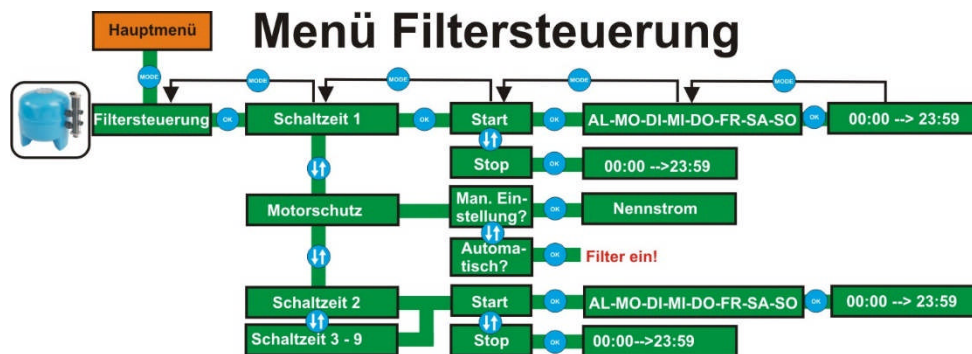 Hauptmenü
Menü Filtersteuerung
MODE
MODE
MODE
MODE
MODE
Filtersteuerung
OK
Schaltzeit 1
OK
Start
OK
AL-MO-DI-MI-DO-FR-SA-SO
OK
00:00 --> 23:59
Stop
OK
00:00 -->23:59
Motorschutz
Man. Ein-
stellung?
OK
Nennstrom
Automa-
tisch?
OK
Filter ein!
Schaltzeit 2
Start
OK
AL-MO-DI-MI-DO-FR-SA-SO
OK
00:00 --> 23:59
Schaltzeit 3 - 9
Stop
OK
00:00-->23:59